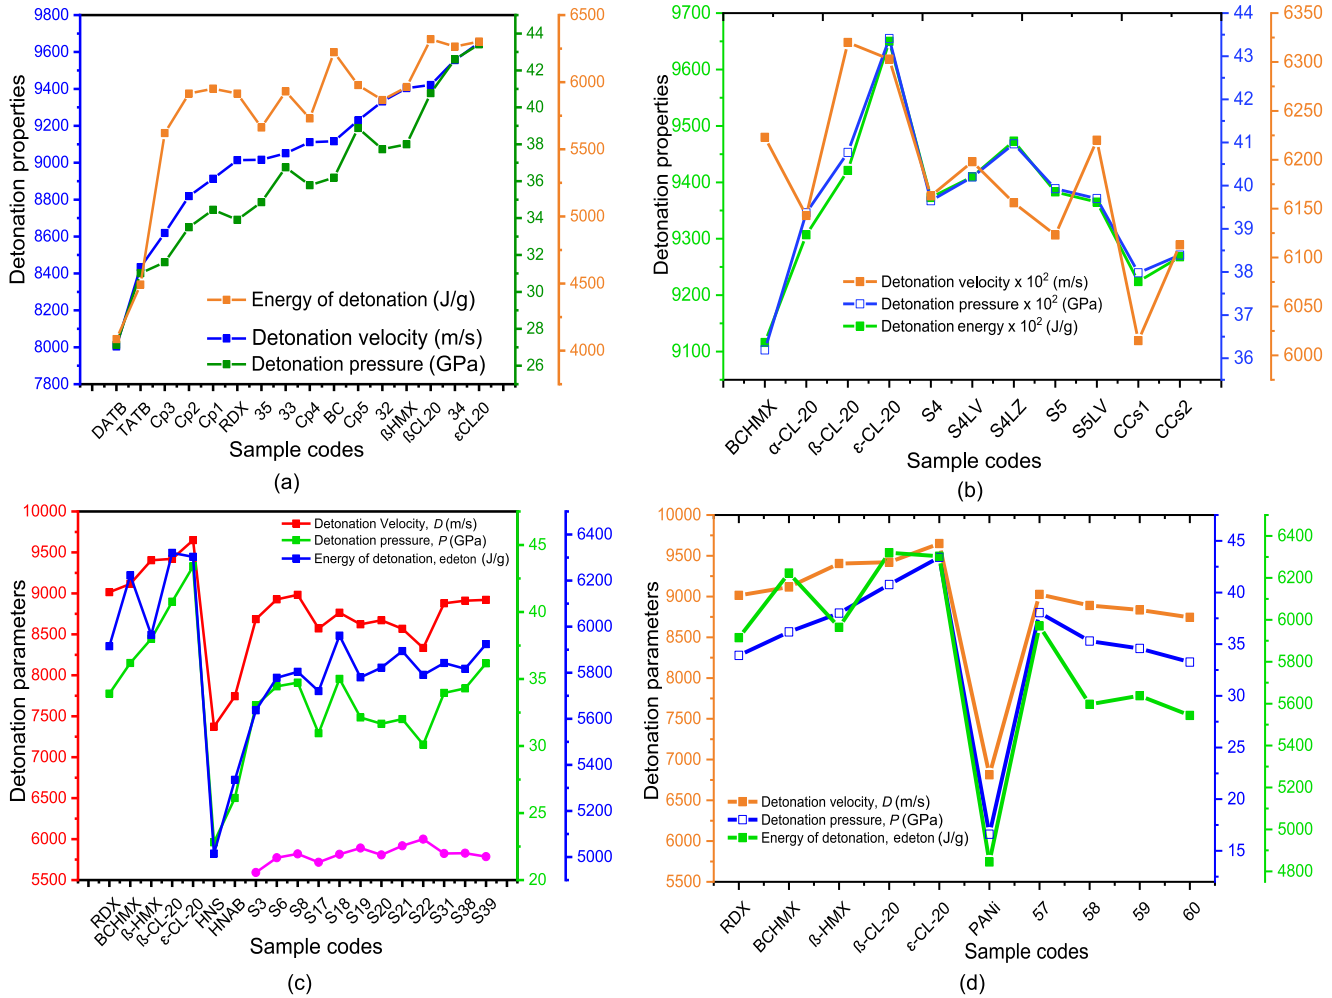 9800
9600
9400
9200
9000
8800
8600
8400
8200
8000
7800
Detonation properties
44
42
40
38
36
34
32
30
28
26
6500
6000
5500
5000
4500
4000
Energy of detonation (J/g)
Detonation velocity (m/s)
Detonation pressure (GPa)
DATB
TATB
Cp3
Cp2
Cp1
RDX
35
33
Cp4
BC
Cp5
32
ßHMX
ßCL20
34
εCL20
Sample codes
(a)
9700
9600
9500
9400
9300
9200
9100
Detonation properties
44
43
42
41
40
39
38
37
36
6350
6300
6250
6200
6150
6100
6050
6000
Detonation velocity x 10² (m/s)
Detonation pressure x 10² (GPa)
Detonation energy x 10² (J/g)
BCHMX
α-CL-20
ß-CL-20
ε-CL-20
S4
S4LV
S4LZ
S5
S5LV
CCs1
CCs2
Sample codes
(b)
10000
9500
9000
8500
8000
7500
7000
6500
6000
5500
Detonation parameters
45
40
35
30
25
20
6400
6200
6000
5800
5600
5400
5200
5000
Detonation Velocity, D (m/s)
Detonation pressure, P (GPa)
Energy of detonation, edeton (J/g)
RDX
BCHMX
ß-HMX
ß-CL-20
ε-CL-20
HNS
HNAB
S3
S6
S8
S17
S18
S19
S20
S21
S22
S31
S38
S39
Sample codes
(c)
10000
9500
9000
8500
8000
7500
7000
6500
6000
5500
Detonation parameters
45
40
35
30
25
20
15
6400
6200
6000
5800
5600
5400
5200
5000
4800
Detonation velocity, D (m/s)
Detonation pressure, P (GPa)
Energy of detonation, edeton (J/g)
RDX
BCHMX
ß-HMX
ß-CL-20
ε-CL-20
PANi
57
58
59
60
Sample codes
(d)